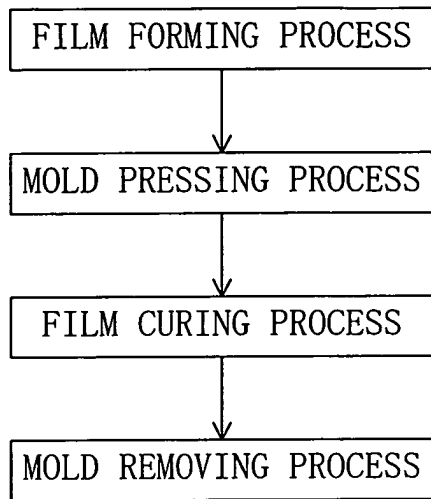 FILM FORMING PROCESS
MOLD PRESSING PROCESS
FILM CURING PROCESS
MOLD REMOVING PROCESS